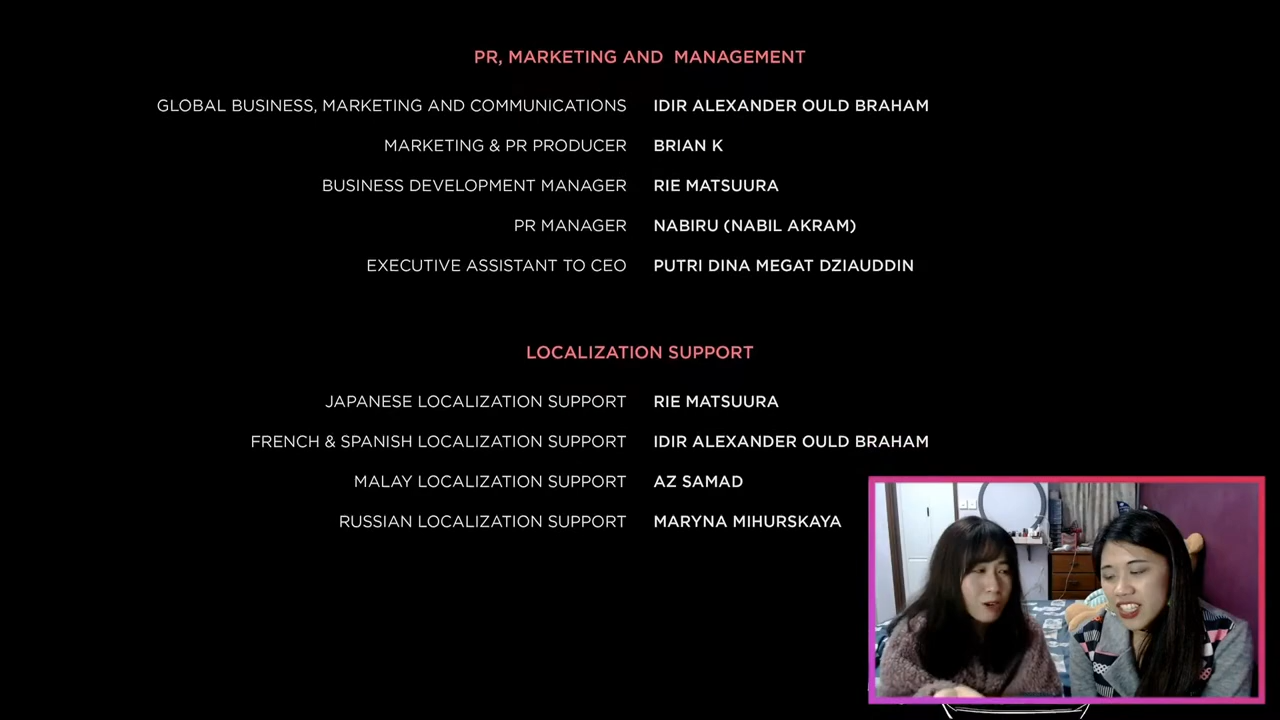 PR, MARKETING AND MANAGEMENT
GLOBAL BUSINESS, MARKETING AND COMMUNICATIONS IDIR ALEXANDER OULD BRAHAM
MARKETING & PR PRODUCER BRIAN K
BUSINESS DEVELOPMENT MANAGER RIE MATSUURA
PR MANAGER NABIRU (NABIL AKRAM)
EXECUTIVE ASSISTANT TO CEO PUTRI DINA MEGAT DZIAUDDIN
LOCALIZATION SUPPORT
JAPANESE LOCALIZATION SUPPORT RIE MATSUURA
FRENCH & SPANISH LOCALIZATION SUPPORT IDIR ALEXANDER OULD BRAHAM
MALAY LOCALIZATION SUPPORT AZ SAMAD
RUSSIAN LOCALIZATION SUPPORT MARYNA MIHURSKAYA